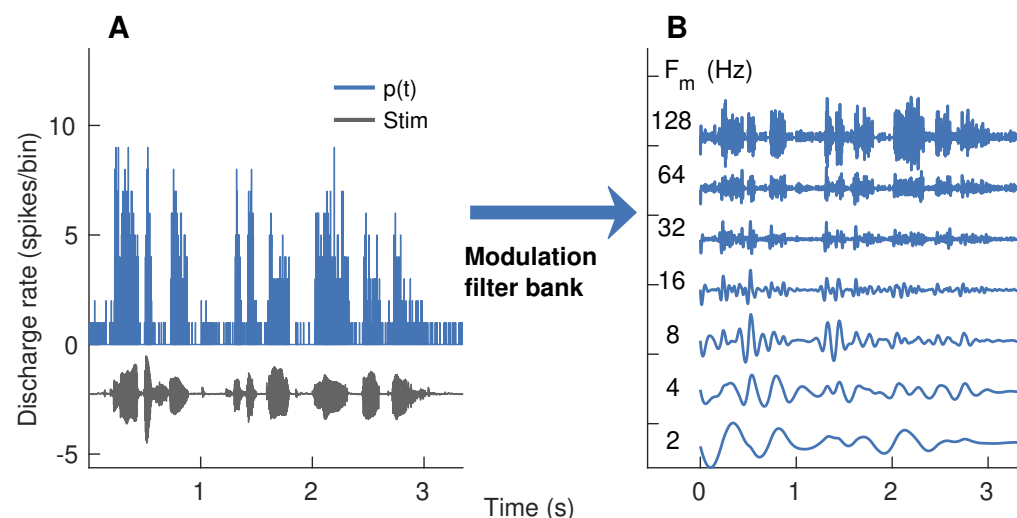 A
B
p(t)
Stim
Discharge rate (spikes/bin)
10
5
0
-5
1
2
3
Time (s)
Modulation
filter bank
F_m (Hz)
128
64
32
16
8
4
2
0
1
2
3